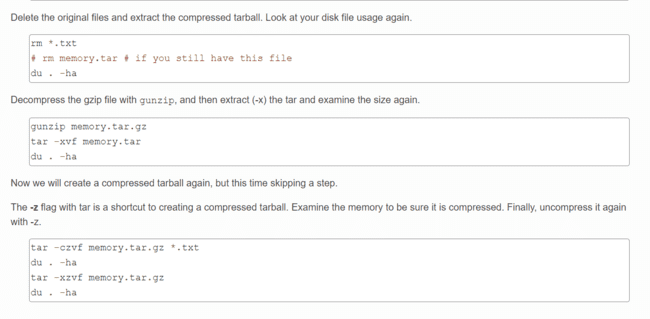 Delete the original files and extract the compressed tarball. Look at your disk file usage again.
rm *.txt
# rm memory.tar # if you still have this file
du . -ha
Decompress the gzip file with gunzip, and then extract (-x) the tar and examine the size again.
gunzip memory.tar.gz
tar -xvf memory.tar
du . -ha
Now we will create a compressed tarball again, but this time skipping a step.
The -z flag with tar is a shortcut to creating a compressed tarball. Examine the memory to be sure it is compressed. Finally, uncompress it again
with -z.
tar -czvf memory.tar.gz *.txt
du . -ha
tar -xzvf memory.tar.gz
du . -ha